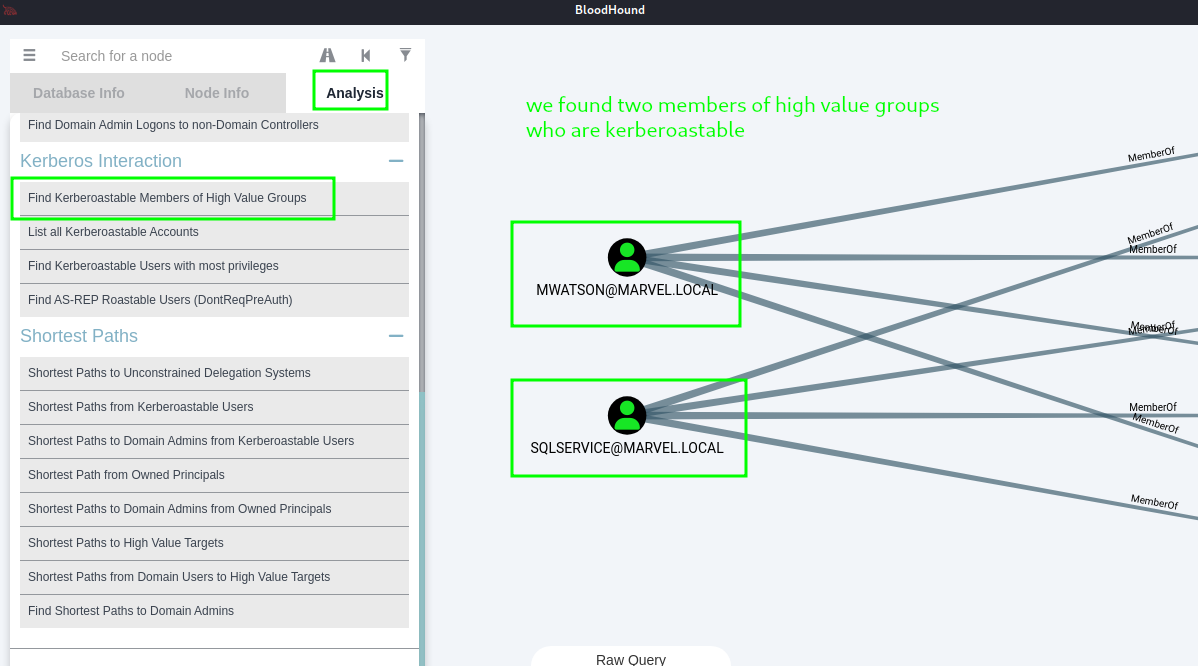 BloodHound
Search for a node
Database Info
Node Info
Analysis
Find Domain Admin Logons to non-Domain Controllers
Kerberos Interaction
Find Kerberoastable Members of High Value Groups
List all Kerberoastable Accounts
Find Kerberoastable Users with most privileges
Find AS-REP Roastable Users (DontReqPreAuth)
Shortest Paths
Shortest Paths to Unconstrained Delegation Systems
Shortest Paths from Kerberoastable Users
Shortest Paths to Domain Admins from Kerberoastable Users
Shortest Path from Owned Principals
Shortest Paths to Domain Admins from Owned Principals
Shortest Paths to High Value Targets
Shortest Paths from Domain Users to High Value Targets
Find Shortest Paths to Domain Admins
we found two members of high value groups
who are kerberoastable
MemberOf
MemberOf
MemberOf
MWATSON@MARVEL.LOCAL
MemberOf
MemberOf
MemberOf
MemberOf
SQLSERVICE@MARVEL.LOCAL
MemberOf
Raw Query